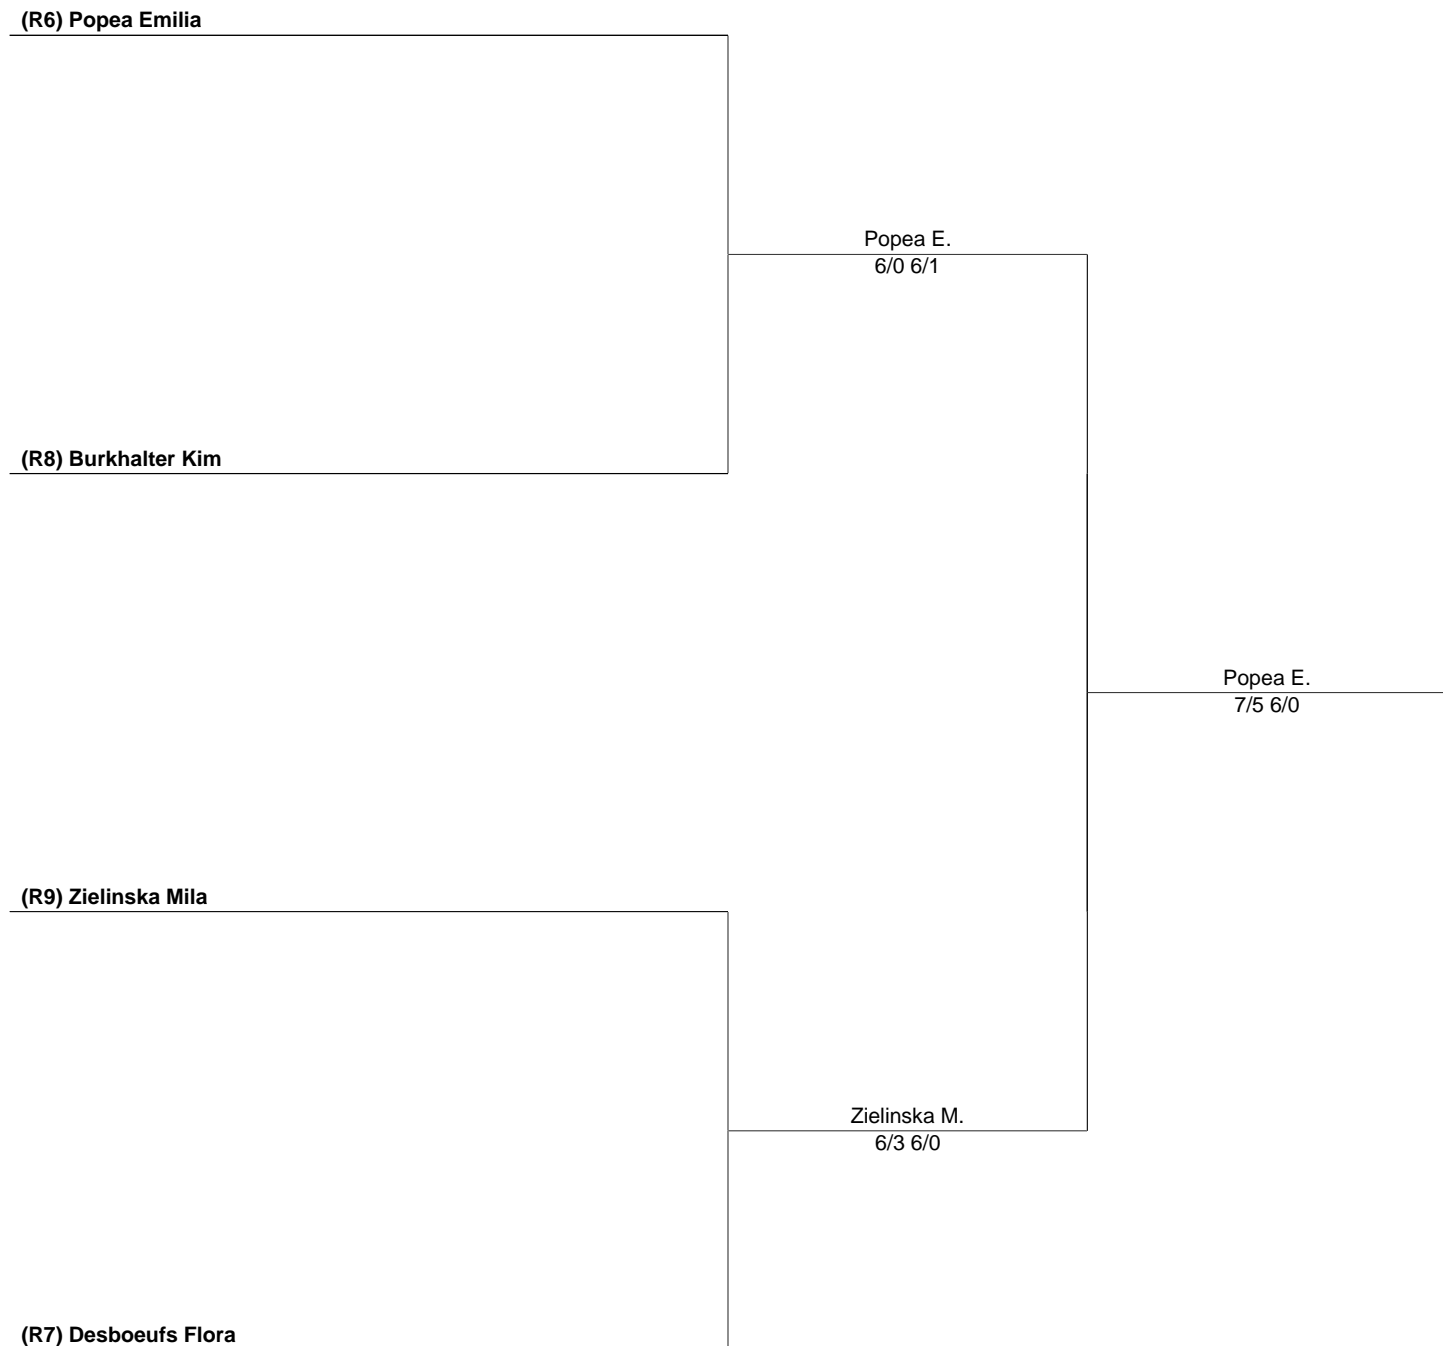 (R6) Popea Emilia
Popea E.
6/0 6/1
(R8) Burkhalter Kim
Popea E.
7/5 6/0
(R9) Zielinska Mila
Zielinska M.
6/3 6/0
(R7) Desboeufs Flora